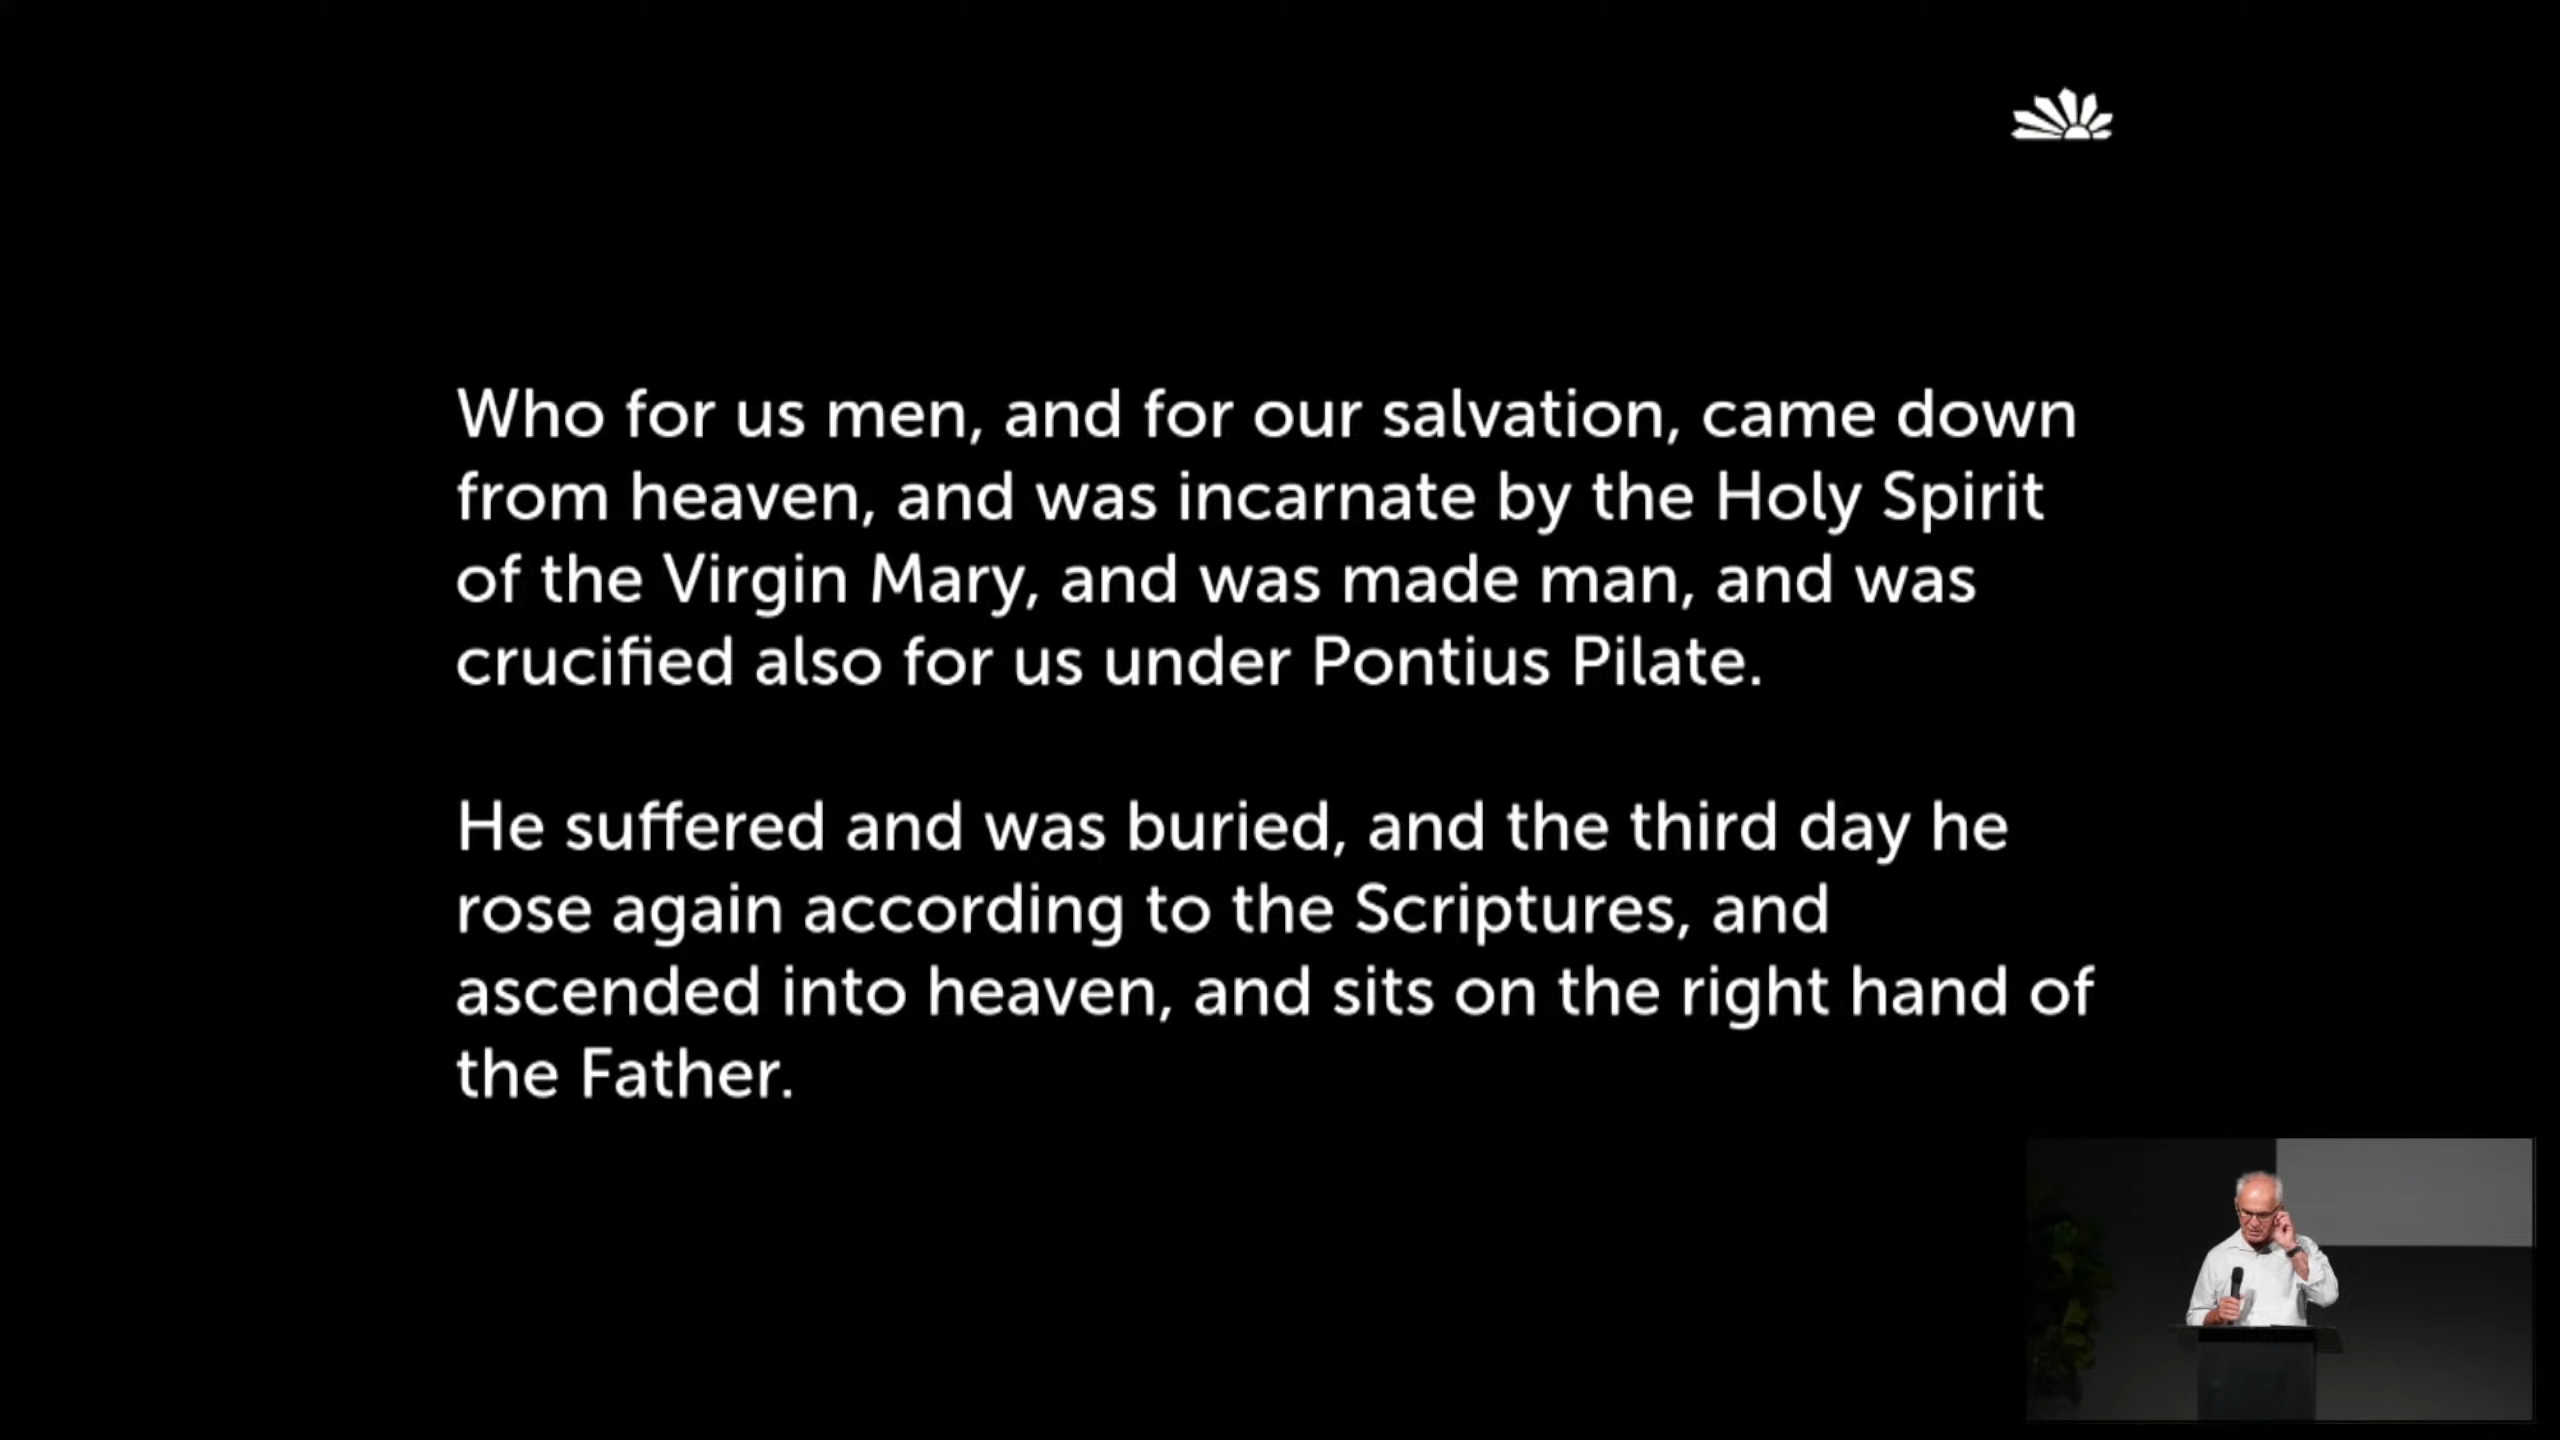 Who for us men, and for our salvation, came down
from heaven, and was incarnate by the Holy Spirit
of the Virgin Mary, and was made man, and was
crucified also for us under Pontius Pilate.
He suffered and was buried, and the third day he
rose again according to the Scriptures, and
ascended into heaven, and sits on the right hand of
the Father.